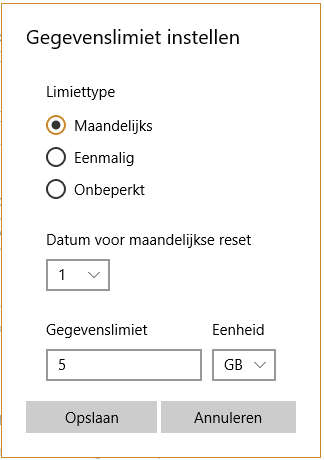 Gegevenslimiet instellen
Limiettype
Maandelijks
Eenmalig
Onbeperkt
Datum voor maandelijkse reset
1
Gegevenslimiet Eenheid
5 GB
Opslaan Annuleren